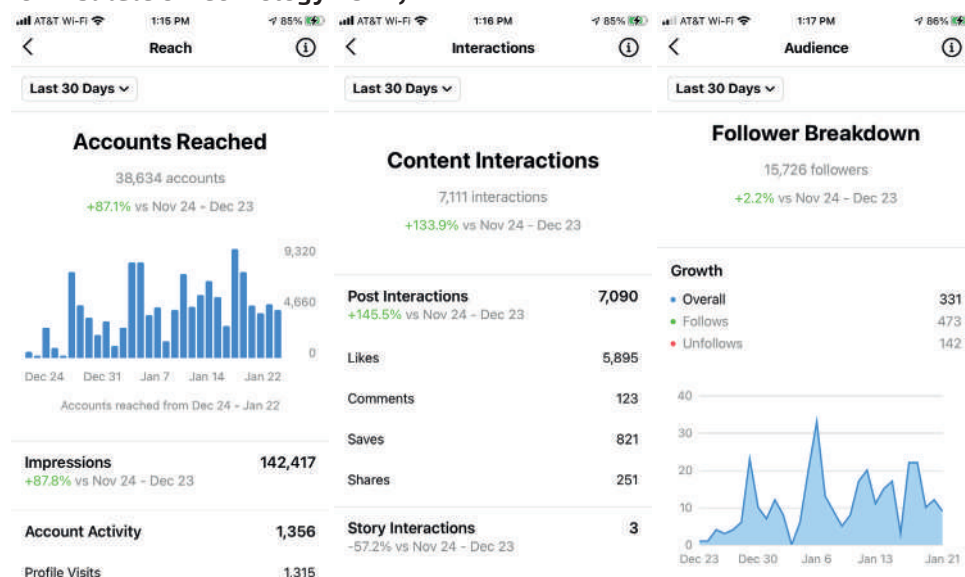 AT&T Wi-Fi 1:15 PM 85%
Reach
Last 30 Days
Accounts Reached
38,634 accounts
+87.1% vs Nov 24 - Dec 23
9,320
4,660
0
Dec 24 Dec 31 Jan 7 Jan 14 Jan 22
Accounts reached from Dec 24 - Jan 22
Impressions 142,417
+87.8% vs Nov 24 - Dec 23
Account Activity 1,356
Profile Visits 1,315
AT&T Wi-Fi 1:16 PM 85%
Interactions
Last 30 Days
Content Interactions
7,111 interactions
+133.9% vs Nov 24 - Dec 23
Post Interactions 7,090
+145.5% vs Nov 24 - Dec 23
Likes 5,895
Comments 123
Saves 821
Shares 251
Story Interactions 3
-57.2% vs Nov 24 - Dec 23
AT&T Wi-Fi 1:17 PM 86%
Audience
Last 30 Days
Follower Breakdown
15,726 followers
+2.2% vs Nov 24 - Dec 23
Growth
Overall 331
Follows 473
Unfollows 142
40
30
20
10
0
Dec 23 Dec 30 Jan 6 Jan 13 Jan 21